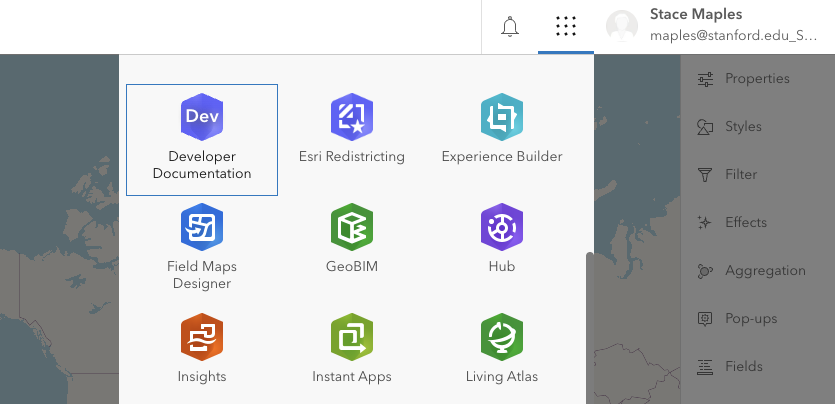 Stace Maples
maples@stanford.edu_S...
Dev
Developer
Documentation
Esri Redistricting
Experience Builder
Field Maps
Designer
GeoBIM
Hub
Insights
Instant Apps
Living Atlas
Properties
Styles
Filter
Effects
Aggregation
Pop-ups
Fields